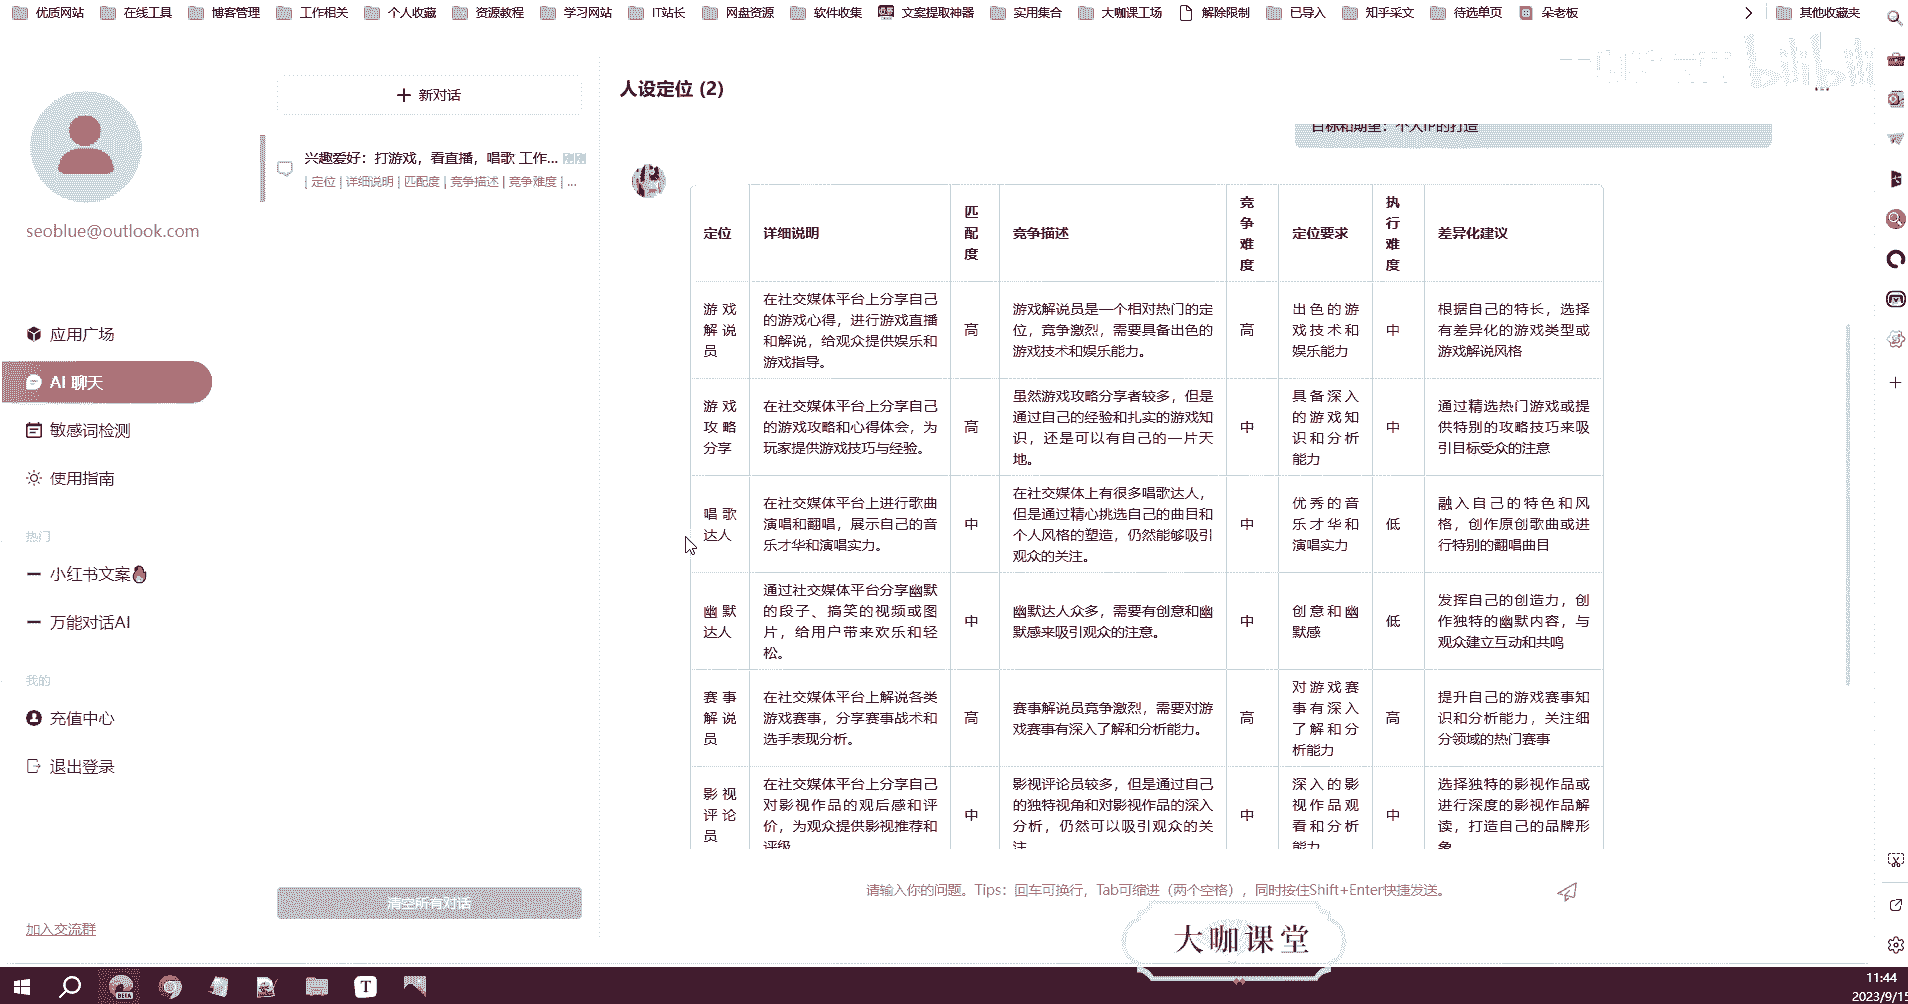 优质网站 在线工具 博客管理 工作相关 个人收藏 资源教程 学习网站 IT站长 网盘资源 软件收集 文案提取神器 实用集合 大咖课工场 解除限制 已导入 知乎采文 待选单页 朵老板 其他收藏夹
bilibili
seoblue@outlook.com
应用广场
AI 聊天
敏感词检测
使用指南
热门
小红书文案
万能对话AI
我的
充值中心
退出登录
加入交流群
新对话
兴趣爱好：打游戏，看直播，唱歌 工作... 刚刚
| 定位 | 详细说明 | 匹配度 | 竞争描述 | 竞争难度 | ...
清空所有对话
人设定位 (2)
目标和期望：个人IP的打造
定位
详细说明
匹
配
度
竞争描述
竞
争
难
度
定位要求
执
行
难
度
差异化建议
游戏
解说
员
在社交媒体平台上分享自己
的游戏心得，进行游戏直播
和解说，给观众提供娱乐和
游戏指导。
高
游戏解说员是一个相对热门的定
位，竞争激烈，需要具备出色的
游戏技术和娱乐能力。
高
出色的游
戏技术和
娱乐能力
中
根据自己的特长，选择
有差异化的游戏类型或
游戏解说风格
游戏
攻略
分享
在社交媒体平台上分享自己
的游戏攻略和心得体会，为
玩家提供游戏技巧与经验。
高
虽然游戏攻略分享者较多，但是
通过自己的经验和扎实的游戏知
识，还是可以有自己的一片天
地。
中
具备深入
的游戏知
识和分析
能力
中
通过精选热门游戏或提
供特别的攻略技巧来吸
引目标受众的注意
唱歌
达人
在社交媒体平台上进行歌曲
演唱和翻唱，展示自己的音
乐才华和演唱实力。
中
在社交媒体上有很多唱歌达人，
但是通过精心挑选自己的曲目和
个人风格的塑造，仍然能够吸引
观众的关注。
中
优秀的音
乐才华和
演唱实力
低
融入自己的特色和风
格，创作原创歌曲或进
行特别的翻唱曲目
幽默
达人
通过社交媒体平台分享幽默
的段子、搞笑的视频或图
片，给用户带来欢乐和轻
松。
中
幽默达人众多，需要有创意和幽
默感来吸引观众的注意。
中
创意和幽
默感
低
发挥自己的创造力，创
作独特的幽默内容，与
观众建立互动和共鸣
赛事
解说
员
在社交媒体平台上解说各类
游戏赛事，分享赛事战术和
选手表现分析。
高
赛事解说员竞争激烈，需要对游
戏赛事有深入了解和分析能力。
高
对游戏赛
事有深入
了解和分
析能力
高
提升自己的游戏赛事知
识和分析能力，关注细
分领域的热门赛事
影视
评论
员
在社交媒体平台上分享自己
对影视作品的观后感和评
价，为观众提供影视推荐和
评级
中
影视评论员较多，但是通过自己
的独特视角和对影视作品的深入
分析，仍然可以吸引观众的关
注
中
深入的影
视作品观
看和分析
能力
中
选择独特的影视作品或
进行深度的影视作品解
读，打造自己的品牌形
象
请输入你的问题。Tips：回车可换行，Tab可缩进（两个空格），同时按住Shift+Enter快捷发送。
大咖课堂
BETA
T
11:44
2023/9/15